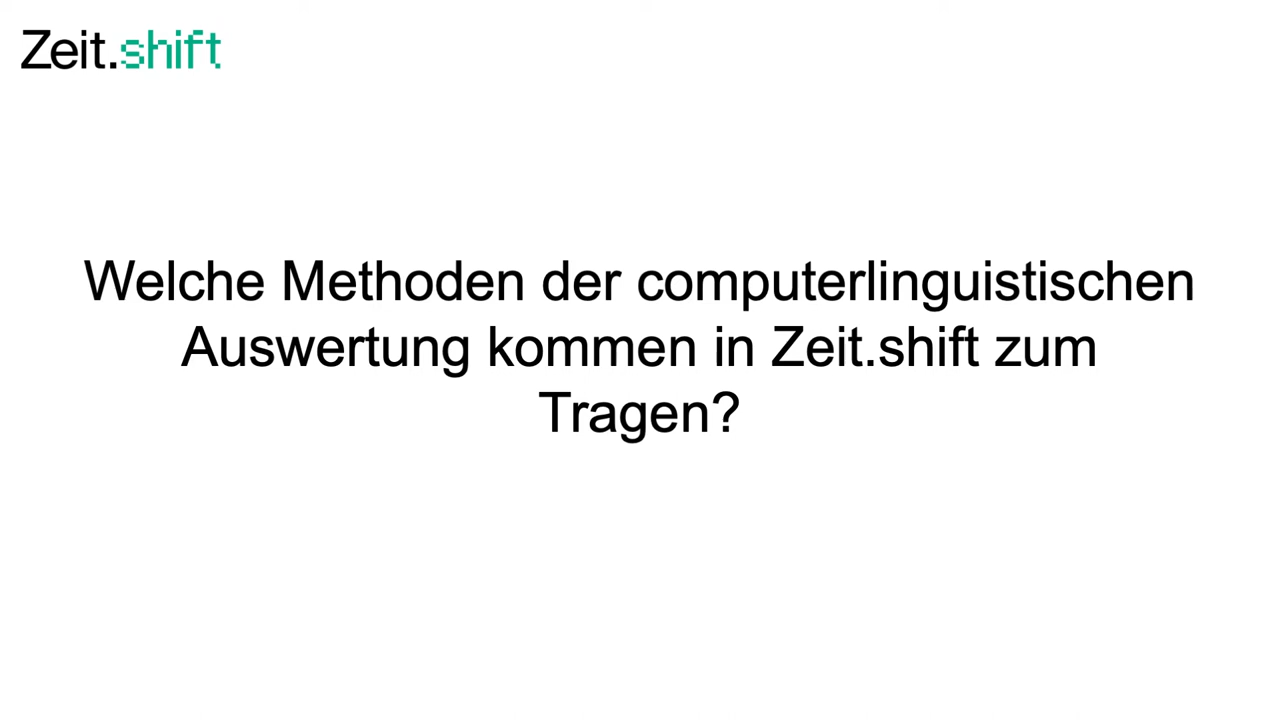 Zeit.shift
Welche Methoden der computerlinguistischen
Auswertung kommen in Zeit.shift zum
Tragen?